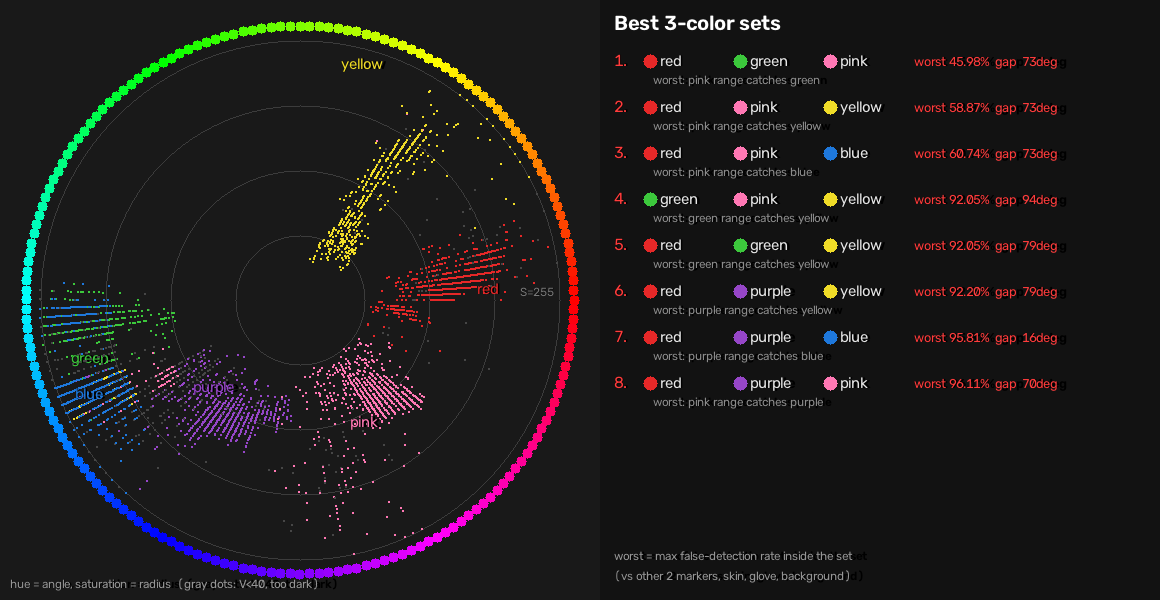 yellow
red
S=255
green
blue
purple
pink
hue = angle, saturation = radius (gray dots: V<40, too dark)
Best 3-color sets
1. red green pink worst 45.98% gap 73deg
worst: pink range catches green
2. red pink yellow worst 58.87% gap 73deg
worst: pink range catches yellow
3. red pink blue worst 60.74% gap 73deg
worst: pink range catches blue
4. green pink yellow worst 92.05% gap 94deg
worst: green range catches yellow
5. red green yellow worst 92.05% gap 79deg
worst: green range catches yellow
6. red purple yellow worst 92.20% gap 79deg
worst: purple range catches yellow
7. red purple blue worst 95.81% gap 16deg
worst: purple range catches blue
8. red purple pink worst 96.11% gap 70deg
worst: pink range catches purple
worst = max false-detection rate inside the set
(vs other 2 markers, skin, glove, background)